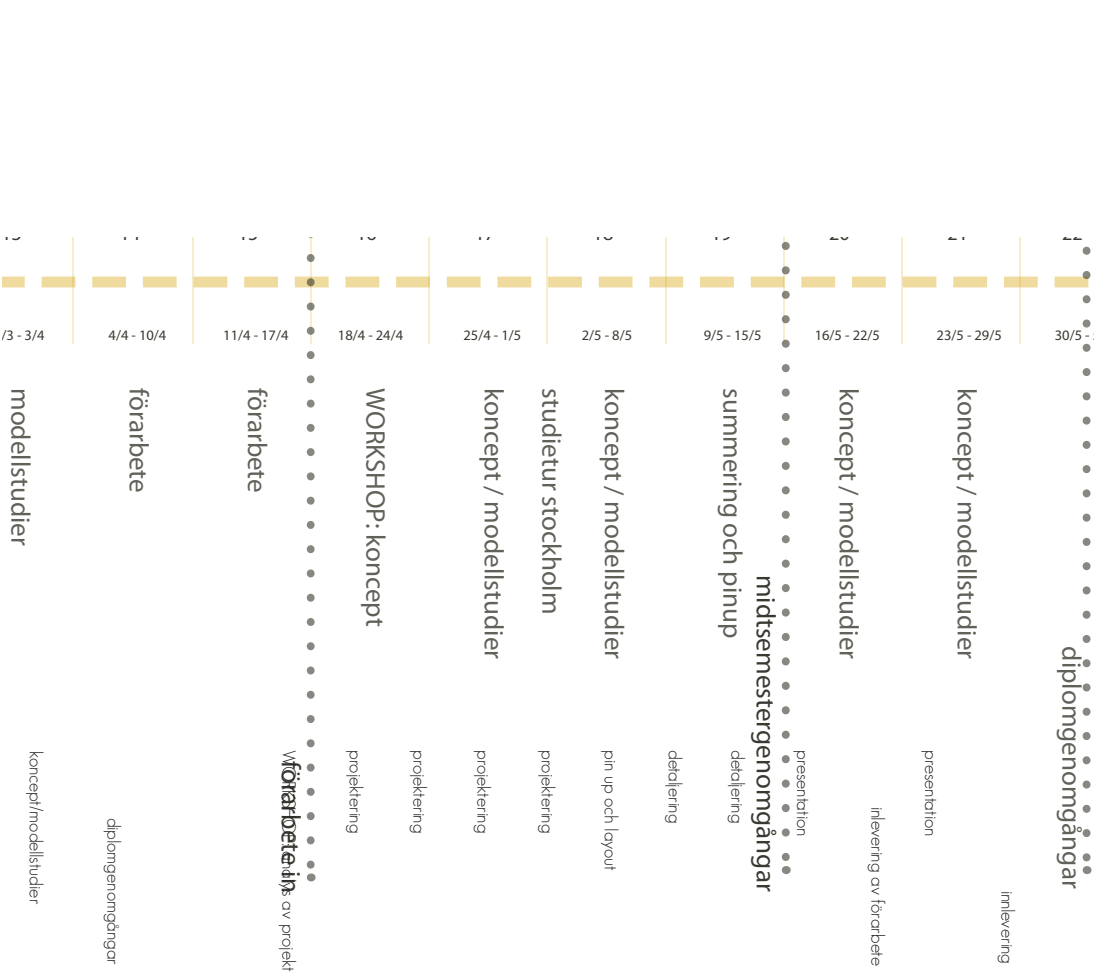 /3 - 3/4
4/4 - 10/4
11/4 - 17/4
18/4 - 24/4
25/4 - 1/5
2/5 - 8/5
9/5 - 15/5
16/5 - 22/5
23/5 - 29/5
30/5 -
modellstudier
förarbete
förarbete
WORKSHOP: koncept
koncept / modellstudier
studietur stockholm
koncept / modellstudier
summering och pinup
midtsemestergenomgångar
koncept / modellstudier
koncept / modellstudier
diplomgenomgångar
koncept/modellstudier
diplomgenomgångar
förarbete in
av projekt
projektering
projektering
projektering
projektering
pin up och layout
detaljering
detaljering
presentation
inlevering av förarbete
presentation
innlevering